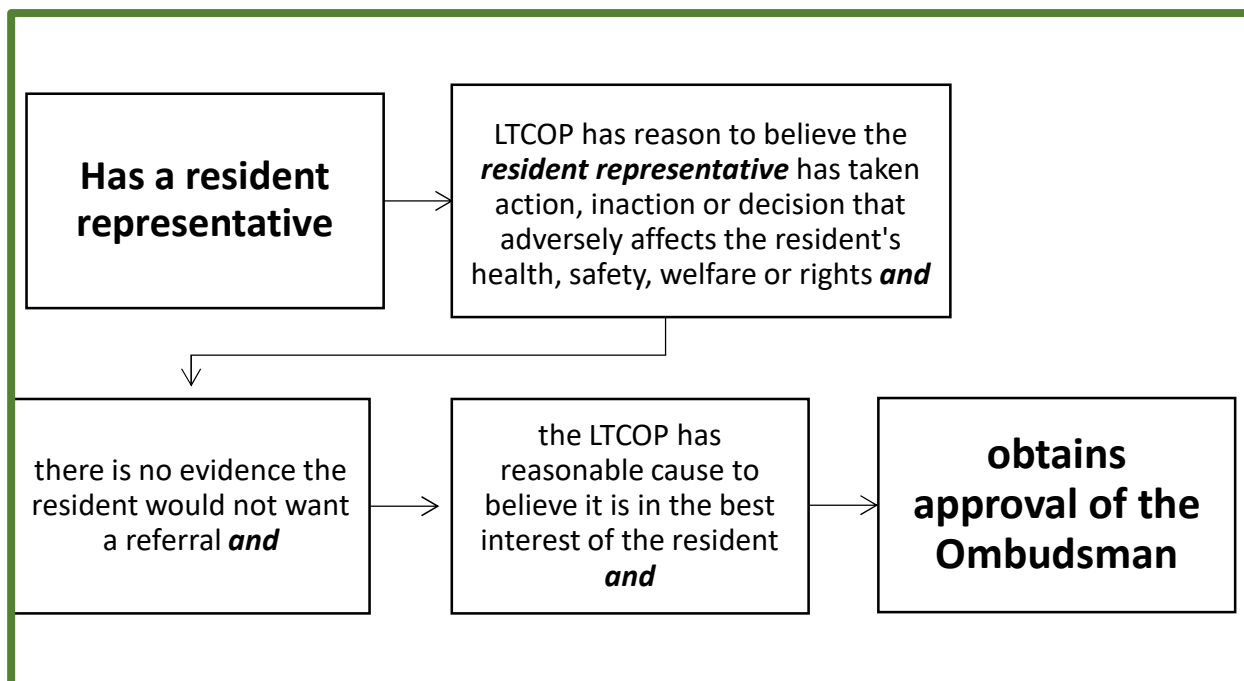 Has a resident
representative
LTCOP has reason to believe the
resident representative has taken
action, inaction or decision that
adversely affects the resident's
health, safety, welfare or rights and
there is no evidence the
resident would not want
a referral and
the LTCOP has
reasonable cause to
believe it is in the best
interest of the resident
and
obtains
approval of the
Ombudsman